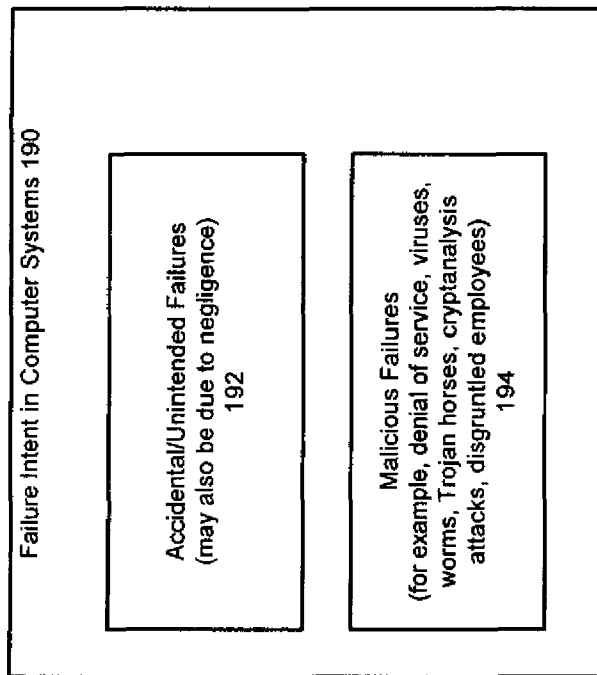 Failure Intent in Computer Systems 190
Accidental/Unintended Failures
(may also be due to negligence)
192
Malicious Failures
(for example, denial of service, viruses,
worms, Trojan horses, cryptanalysis
attacks, disgruntled employees)
194